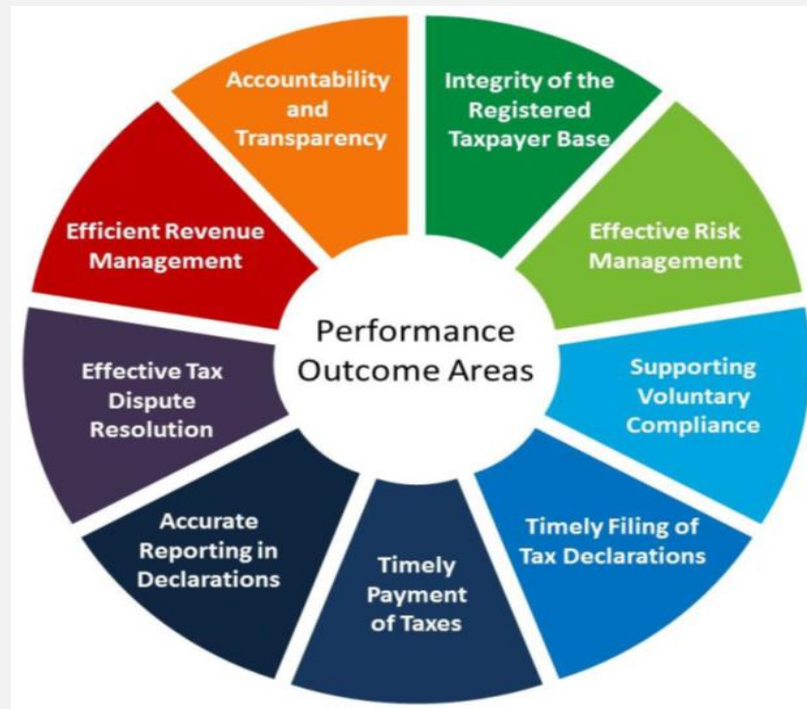 Performance
Outcome Areas
Integrity of the
Registered
Taxpayer Base
Effective Risk
Management
Supporting
Voluntary
Compliance
Timely Filing of
Tax Declarations
Timely
Payment
of Taxes
Accurate
Reporting in
Declarations
Effective Tax
Dispute
Resolution
Efficient Revenue
Management
Accountability
and
Transparency